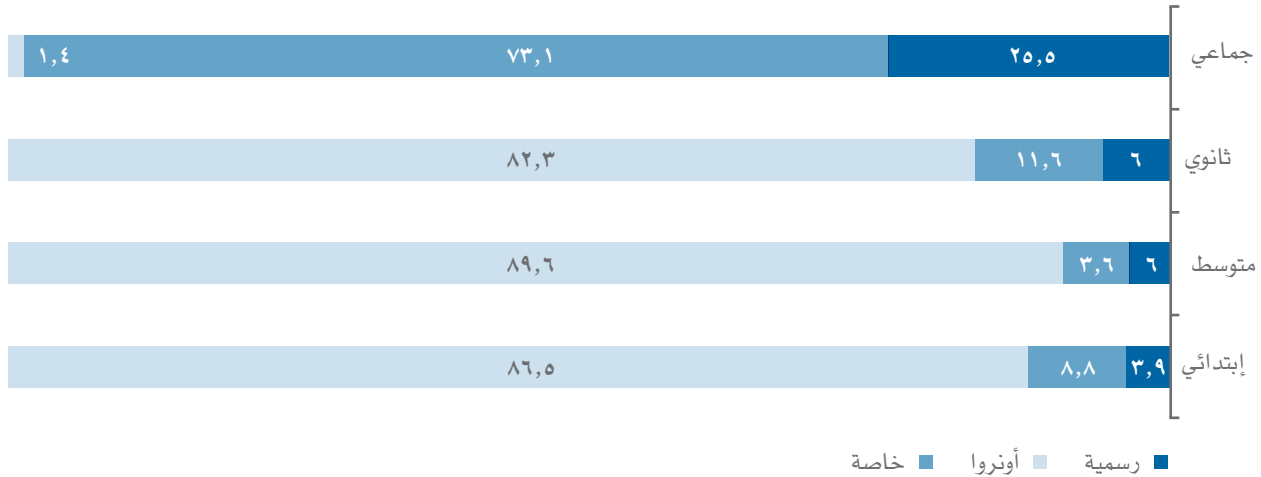 جماعي ٢٥,٥ ٧٣,١ ١,٤
ثانوي ٦ ١١,٦ ٨٢,٣
متوسط ٦ ٣,٦ ٨٩,٦
إبتدائي ٣,٩ ٨,٨ ٨٦,٥
رسمية أونروا خاصة